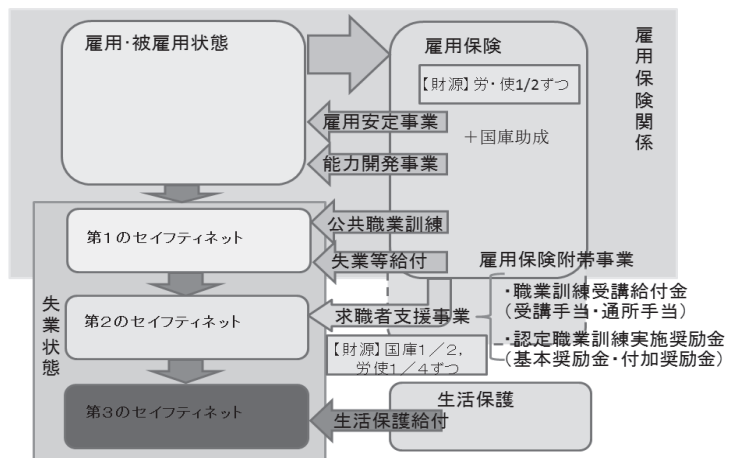 雇用・被雇用状態
雇用保険
雇用保険関係
【財源】労・使1/2ずつ
＋国庫助成
雇用安定事業
能力開発事業
公共職業訓練
第１のセイフティネット
失業等給付
雇用保険附帯事業
・職業訓練受講給付金
（受講手当・通所手当）
・認定職業訓練実施奨励金
（基本奨励金・付加奨励金）
失業状態
求職者支援事業
第２のセイフティネット
【財源】国庫１／２，
労使１／４ずつ
第３のセイフティネット
生活保護
生活保護給付